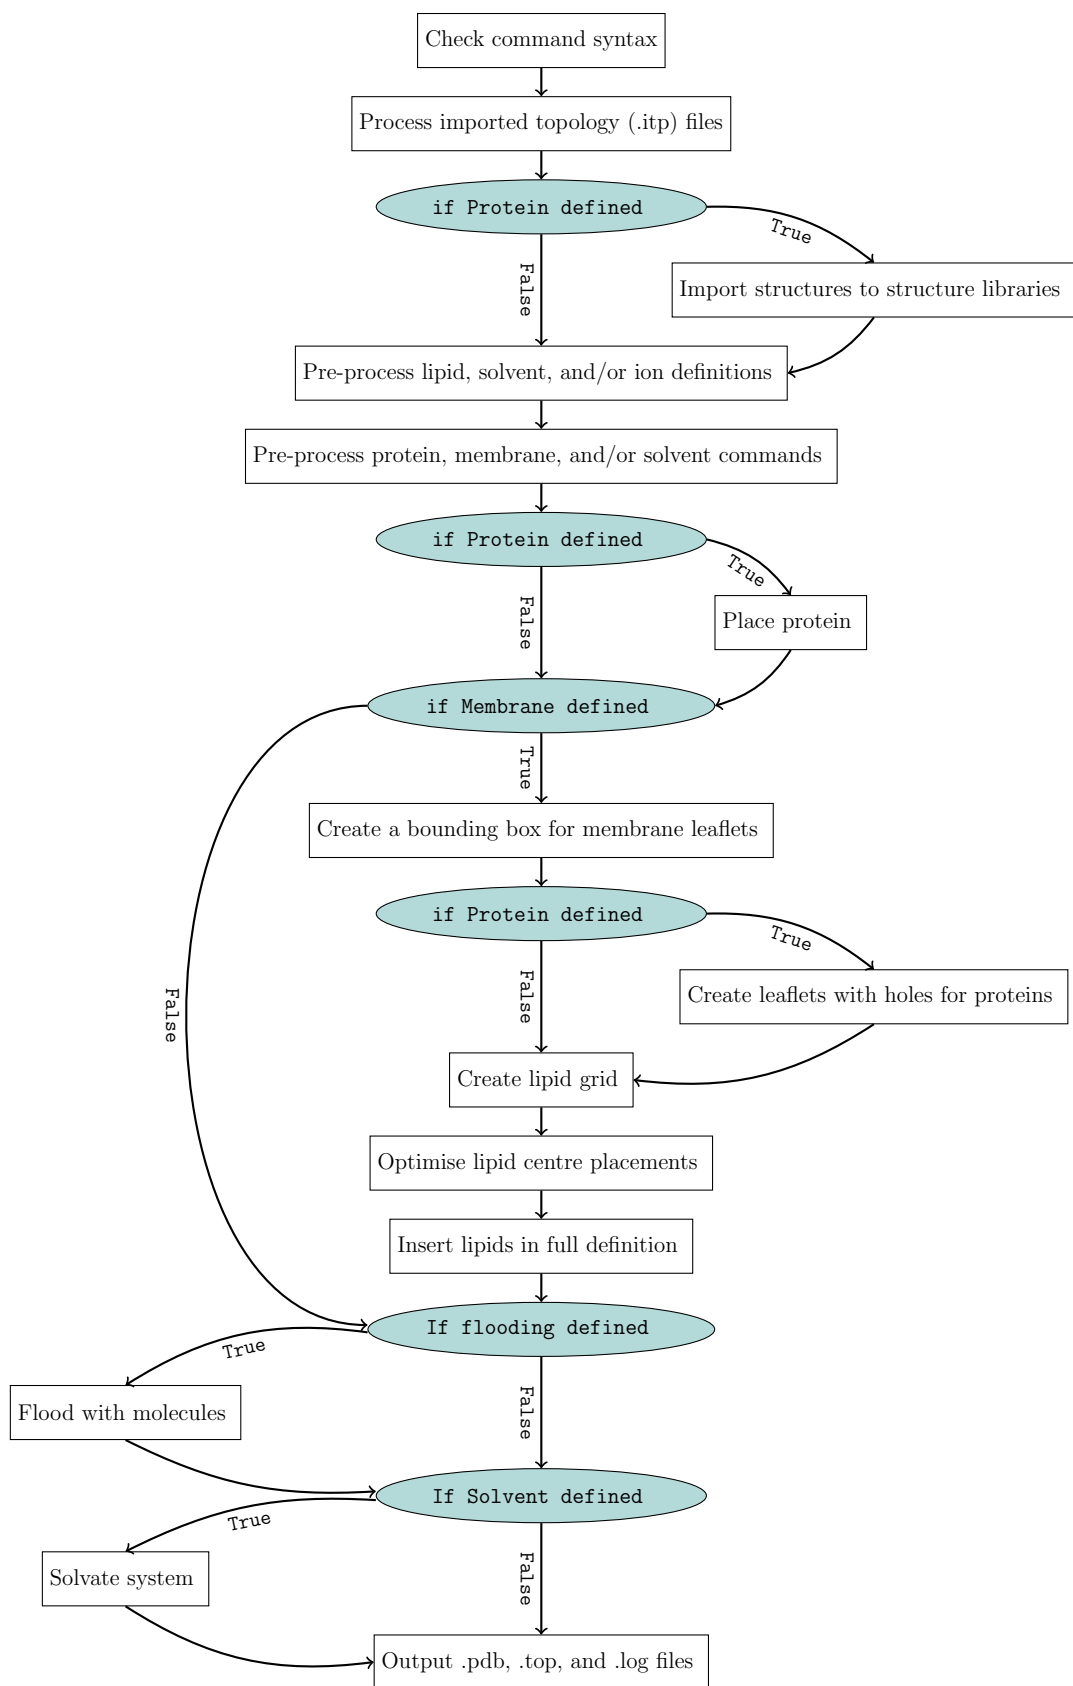 Check command syntax
Process imported topology (.itp) files
if Protein defined
True
False
Import structures to structure libraries
Pre-process lipid, solvent, and/or ion definitions
Pre-process protein, membrane, and/or solvent commands
if Protein defined
True
False
Place protein
if Membrane defined
True
Create a bounding box for membrane leaflets
if Protein defined
True
False
Create leaflets with holes for proteins
False
Create lipid grid
Optimise lipid centre placements
Insert lipids in full definition
If flooding defined
True
False
Flood with molecules
If Solvent defined
True
False
Solvate system
Output .pdb, .top, and .log files